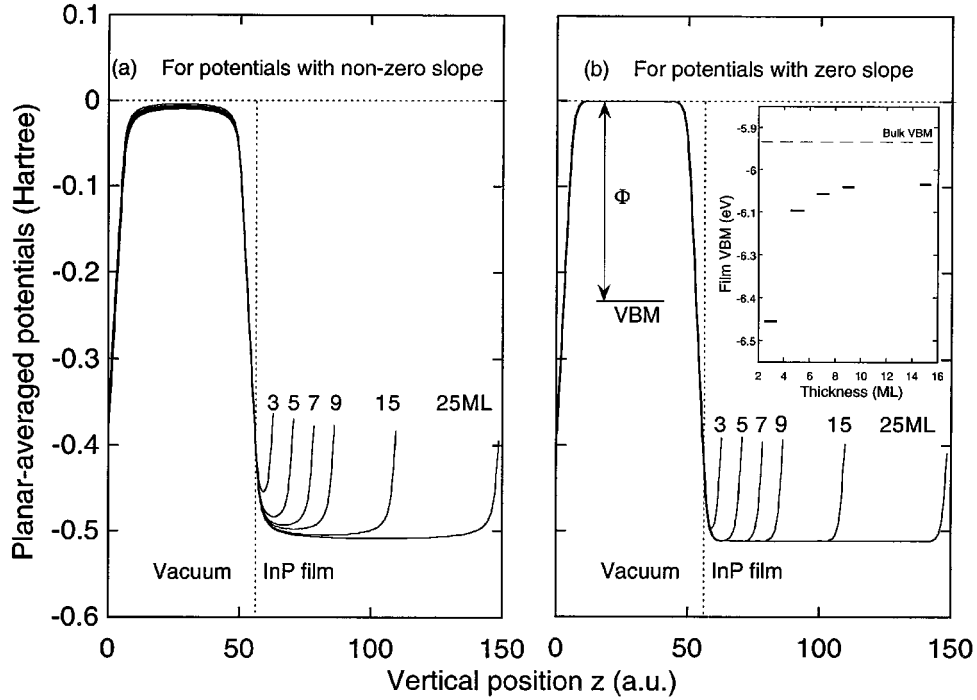 Planar-averaged potentials (Hartree)
0.1
0
-0.1
-0.2
-0.3
-0.4
-0.5
-0.6
(a) For potentials with non-zero slope
3 5 7 9 15 25ML
Vacuum InP film
0 50 100 150
(b) For potentials with zero slope
Φ
VBM
Film VBM (eV)
-5.9
-6
-6.1
-6.3
-6.4
-6.5
Bulk VBM
2 4 6 8 10 12 14 16
Thickness (ML)
3 5 7 9 15 25ML
Vacuum InP film
0 50 100 150
Vertical position z (a.u.)